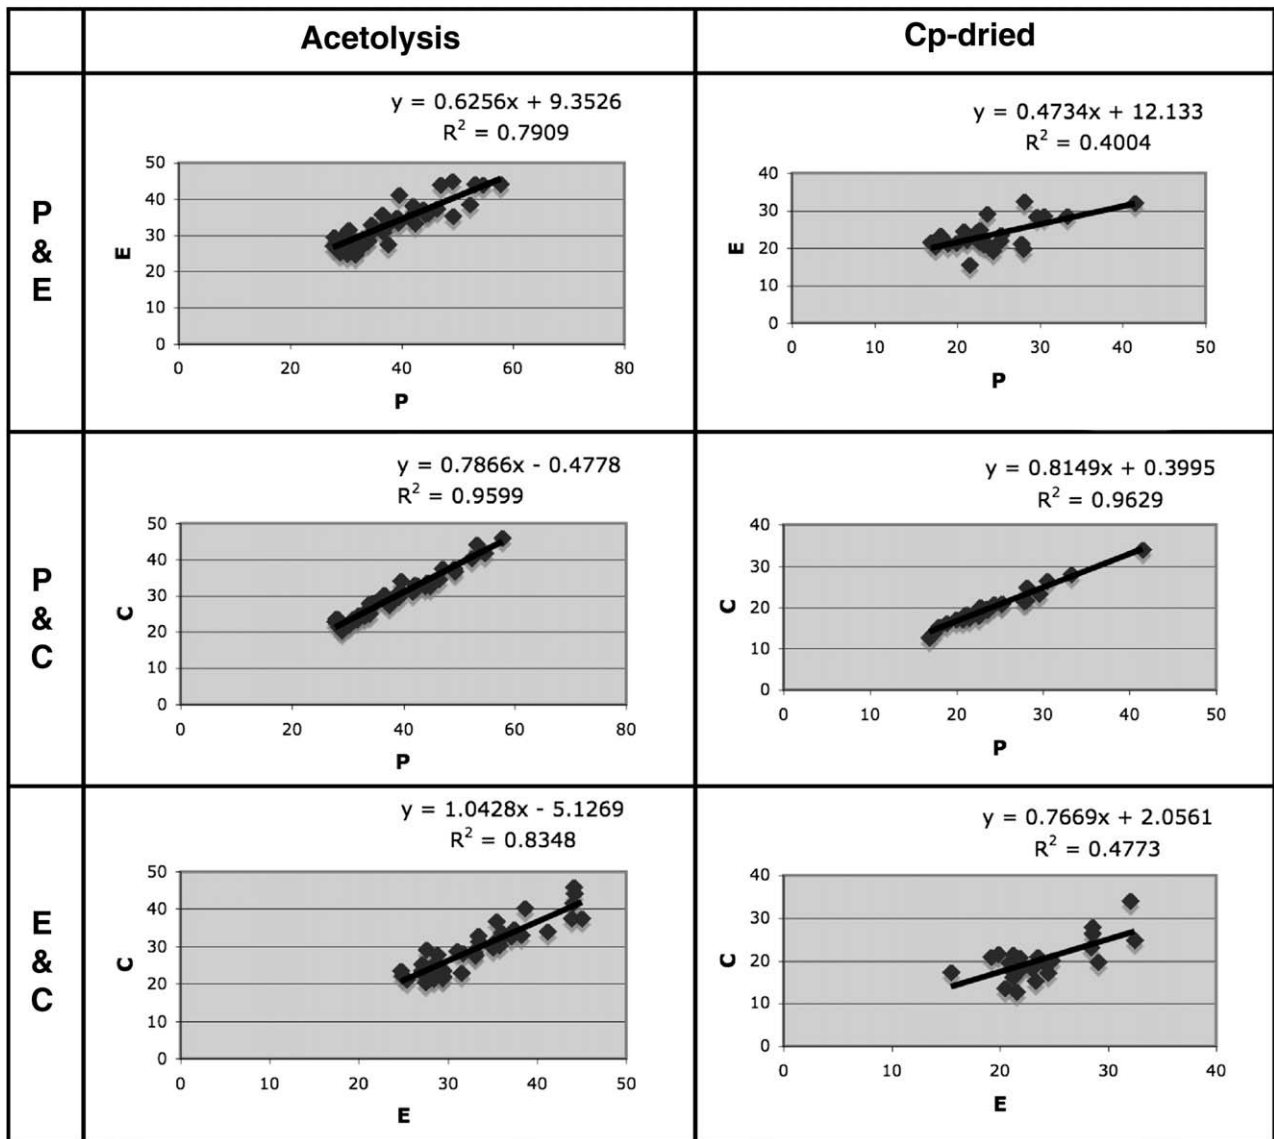 Acetolysis
Cp-dried
P
&
E
y = 0.6256x + 9.3526
R² = 0.7909
50
40
30
20
10
0
E
0 20 40 60 80
P
y = 0.4734x + 12.133
R² = 0.4004
40
30
20
10
0
E
0 10 20 30 40 50
P
P
&
C
y = 0.7866x - 0.4778
R² = 0.9599
50
40
30
20
10
0
C
0 20 40 60 80
P
y = 0.8149x + 0.3995
R² = 0.9629
40
30
20
10
0
C
0 10 20 30 40 50
P
E
&
C
y = 1.0428x - 5.1269
R² = 0.8348
50
40
30
20
10
0
C
0 10 20 30 40 50
E
y = 0.7669x + 2.0561
R² = 0.4773
40
30
20
10
0
C
0 10 20 30 40
E